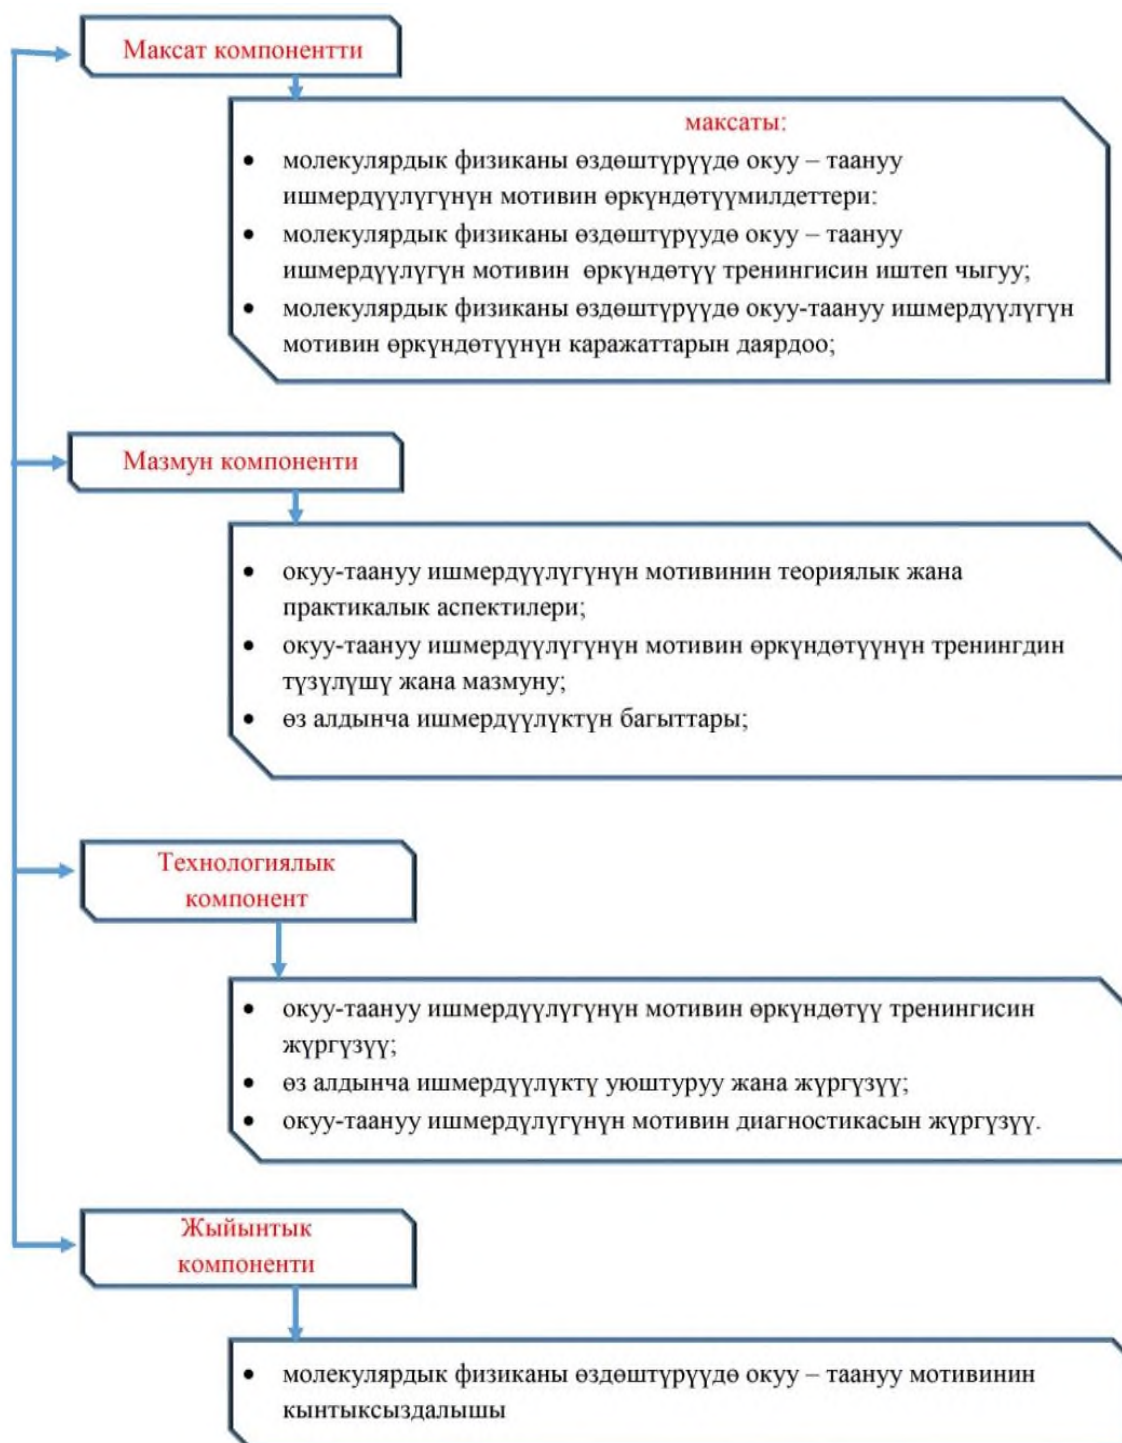 Максат компонентти
максаты:
• молекулярдык физиканы өздөштүрүүдө окуу – таануу
ишмердүүлүгүнүн мотивин өркүндөтүүмилдеттери:
• молекулярдык физиканы өздөштүрүудө окуу – таануу
ишмердүүлүгүн мотивин өркүндөтүү тренингисин иштеп чыгуу;
• молекулярдык физиканы өздөштүрүүдө окуу-таануу ишмердүүлүгүн
мотивин өркүндөтүүнүн каражаттарын даярдоо;
Мазмун компоненти
• окуу-таануу ишмердүүлүгүнүн мотивинин теориялык жана
практикалык аспектилери;
• окуу-таануу ишмердүүлүгүнүн мотивин өркүндөтүүнүн тренингдин
түзүлүшү жана мазмуну;
• өз алдынча ишмердүүлүктүн багыттары;
Технологиялык
компонент
• окуу-таануу ишмердүүлүгүнүн мотивин өркүндөтүү тренингисин
жүргүзүү;
• өз алдынча ишмердүүлүктү уюштуруу жана жүргүзүү;
• окуу-таануу ишмердүлүгүнүн мотивин диагностикасын жүргүзүү.
Жыйынтык
компоненти
• молекулярдык физиканы өздөштүрүүдө окуу – таануу мотивинин
кынтыксыздалышы